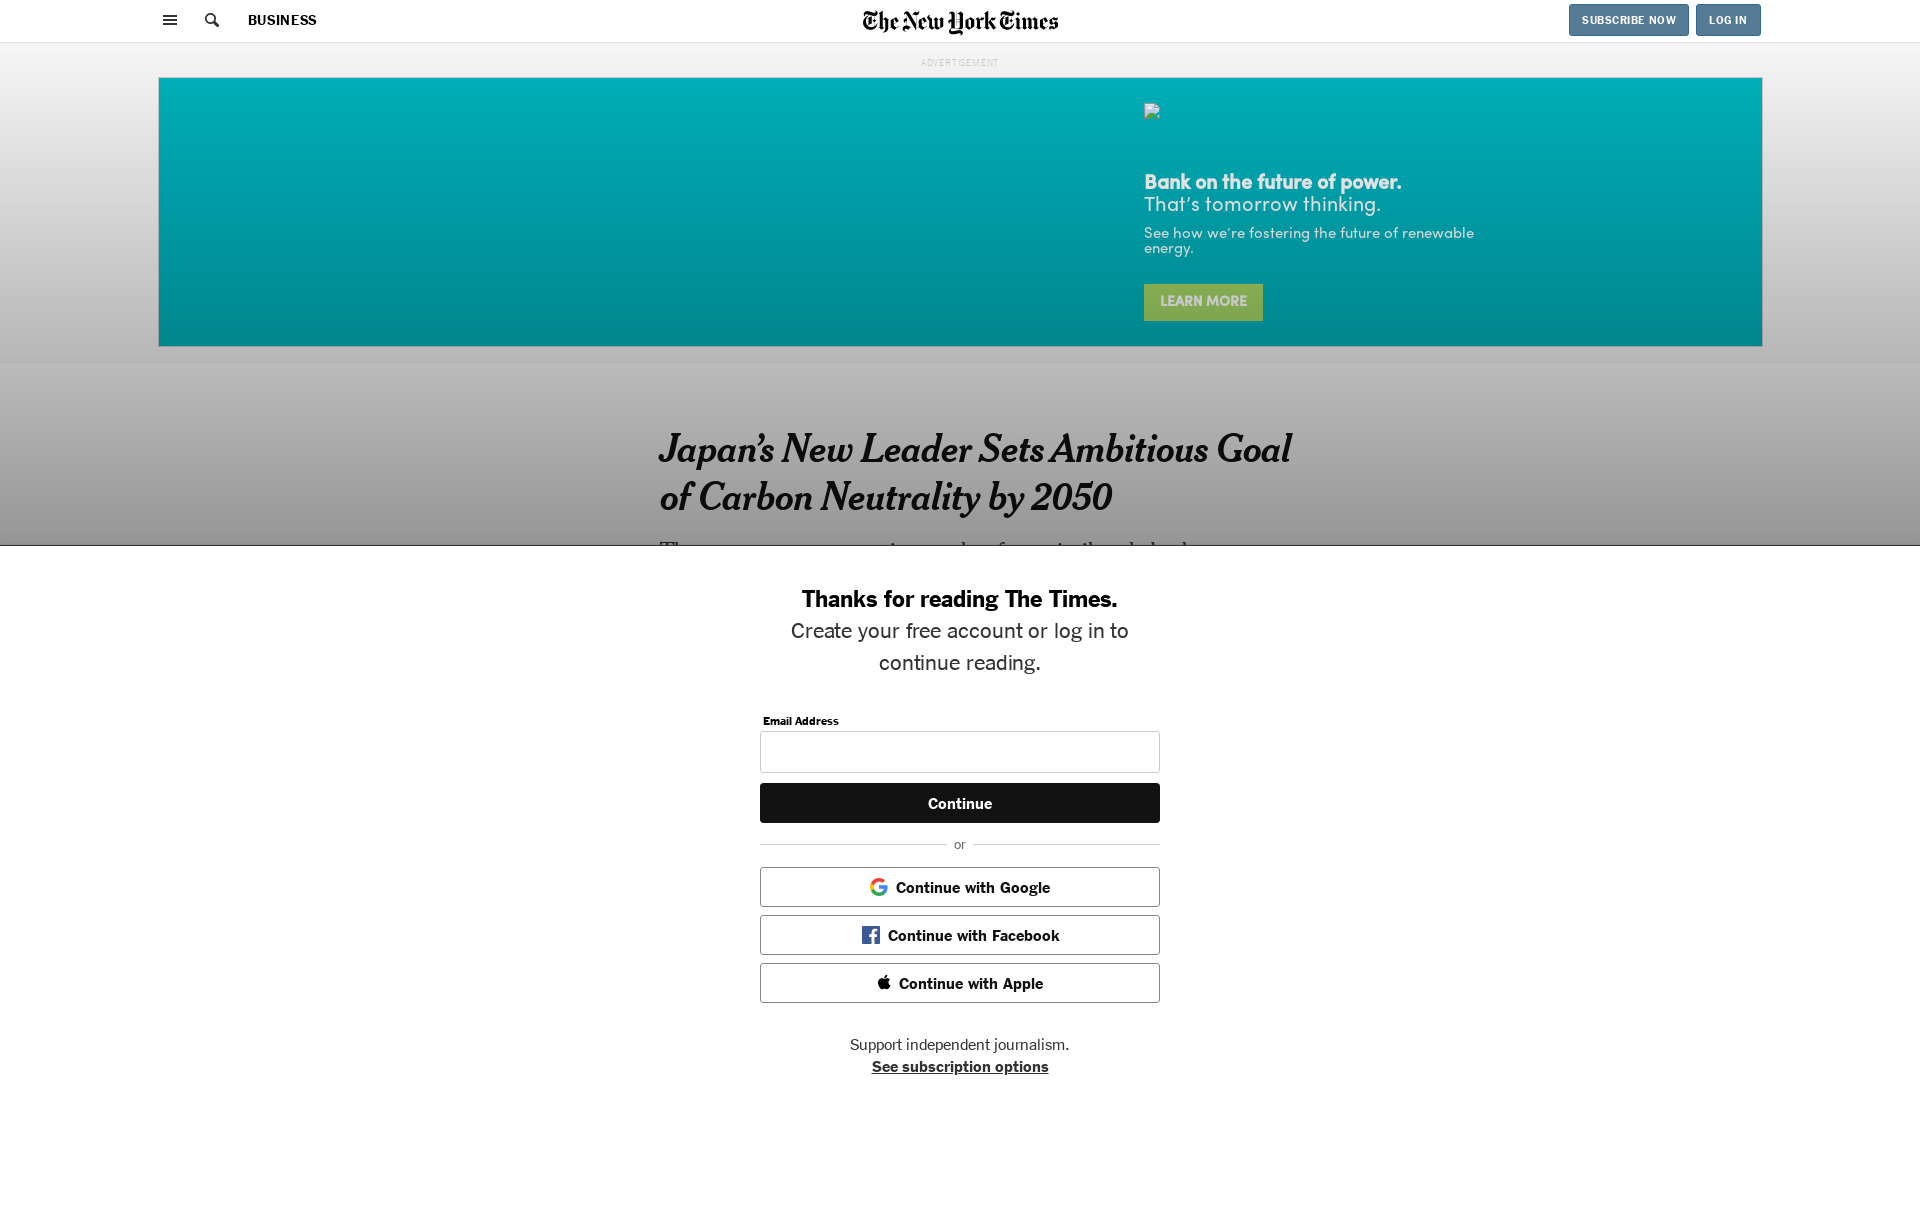 BUSINESS
The New York Times
SUBSCRIBE NOW
LOG IN
ADVERTISEMENT
Bank on the future of power.
That's tomorrow thinking.
See how we're fostering the future of renewable
energy.
LEARN MORE
Japan's New Leader Sets Ambitious Goal
of Carbon Neutrality by 2050
Thanks for reading The Times.
Create your free account or log in to
continue reading.
Email Address
Continue
or
Continue with Google
Continue with Facebook
Continue with Apple
Support independent journalism.
See subscription options